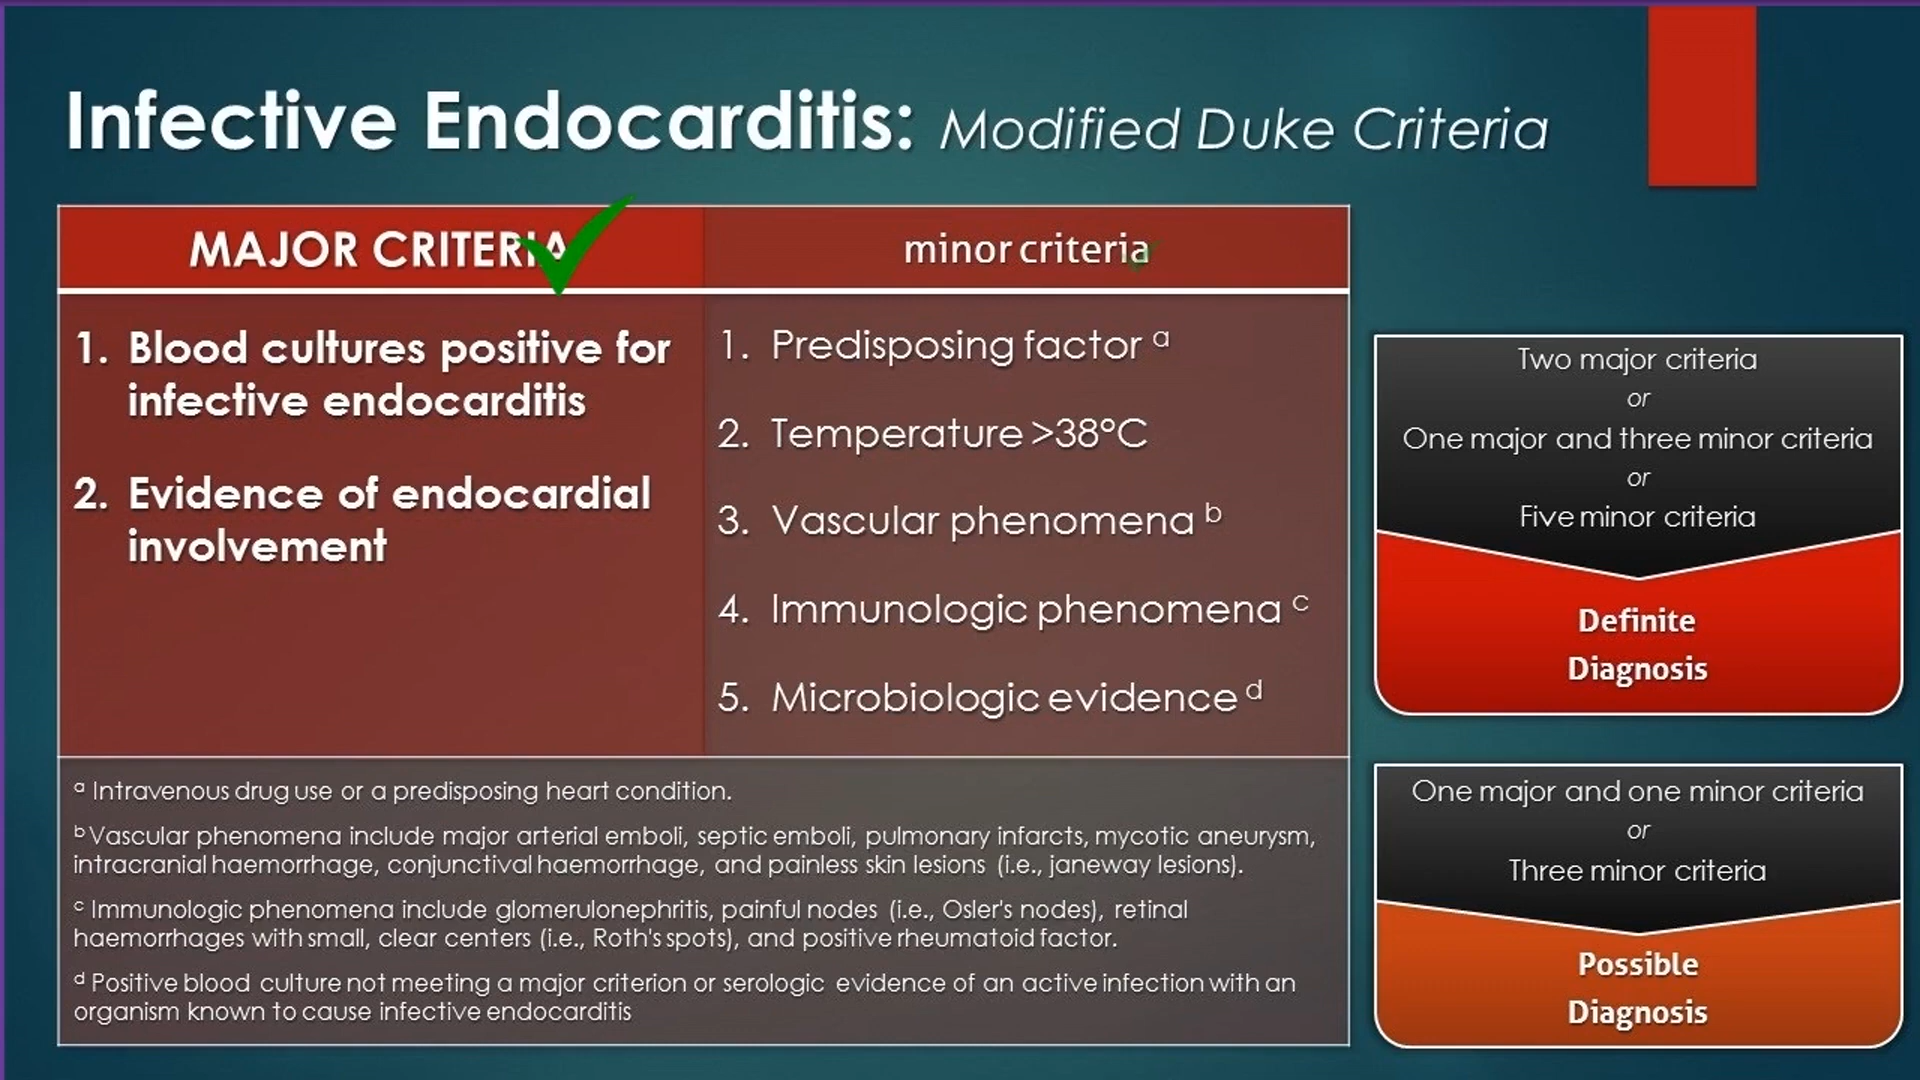 Infective Endocarditis: Modified Duke Criteria
MAJOR CRITERIA
minor criteria
1. Blood cultures positive for
infective endocarditis
2. Evidence of endocardial
involvement
1. Predisposing factor a
2. Temperature >38°C
3. Vascular phenomena b
4. Immunologic phenomena c
5. Microbiologic evidence d
a Intravenous drug use or a predisposing heart condition.
b Vascular phenomena include major arterial emboli, septic emboli, pulmonary infarcts, mycotic aneurysm,
intracranial haemorrhage, conjunctival haemorrhage, and painless skin lesions (i.e., janeway lesions).
c Immunologic phenomena include glomerulonephritis, painful nodes (i.e., Osler's nodes), retinal
haemorrhages with small, clear centers (i.e., Roth's spots), and positive rheumatoid factor.
d Positive blood culture not meeting a major criterion or serologic evidence of an active infection with an
organism known to cause infective endocarditis
Two major criteria
or
One major and three minor criteria
or
Five minor criteria
Definite
Diagnosis
One major and one minor criteria
or
Three minor criteria
Possible
Diagnosis